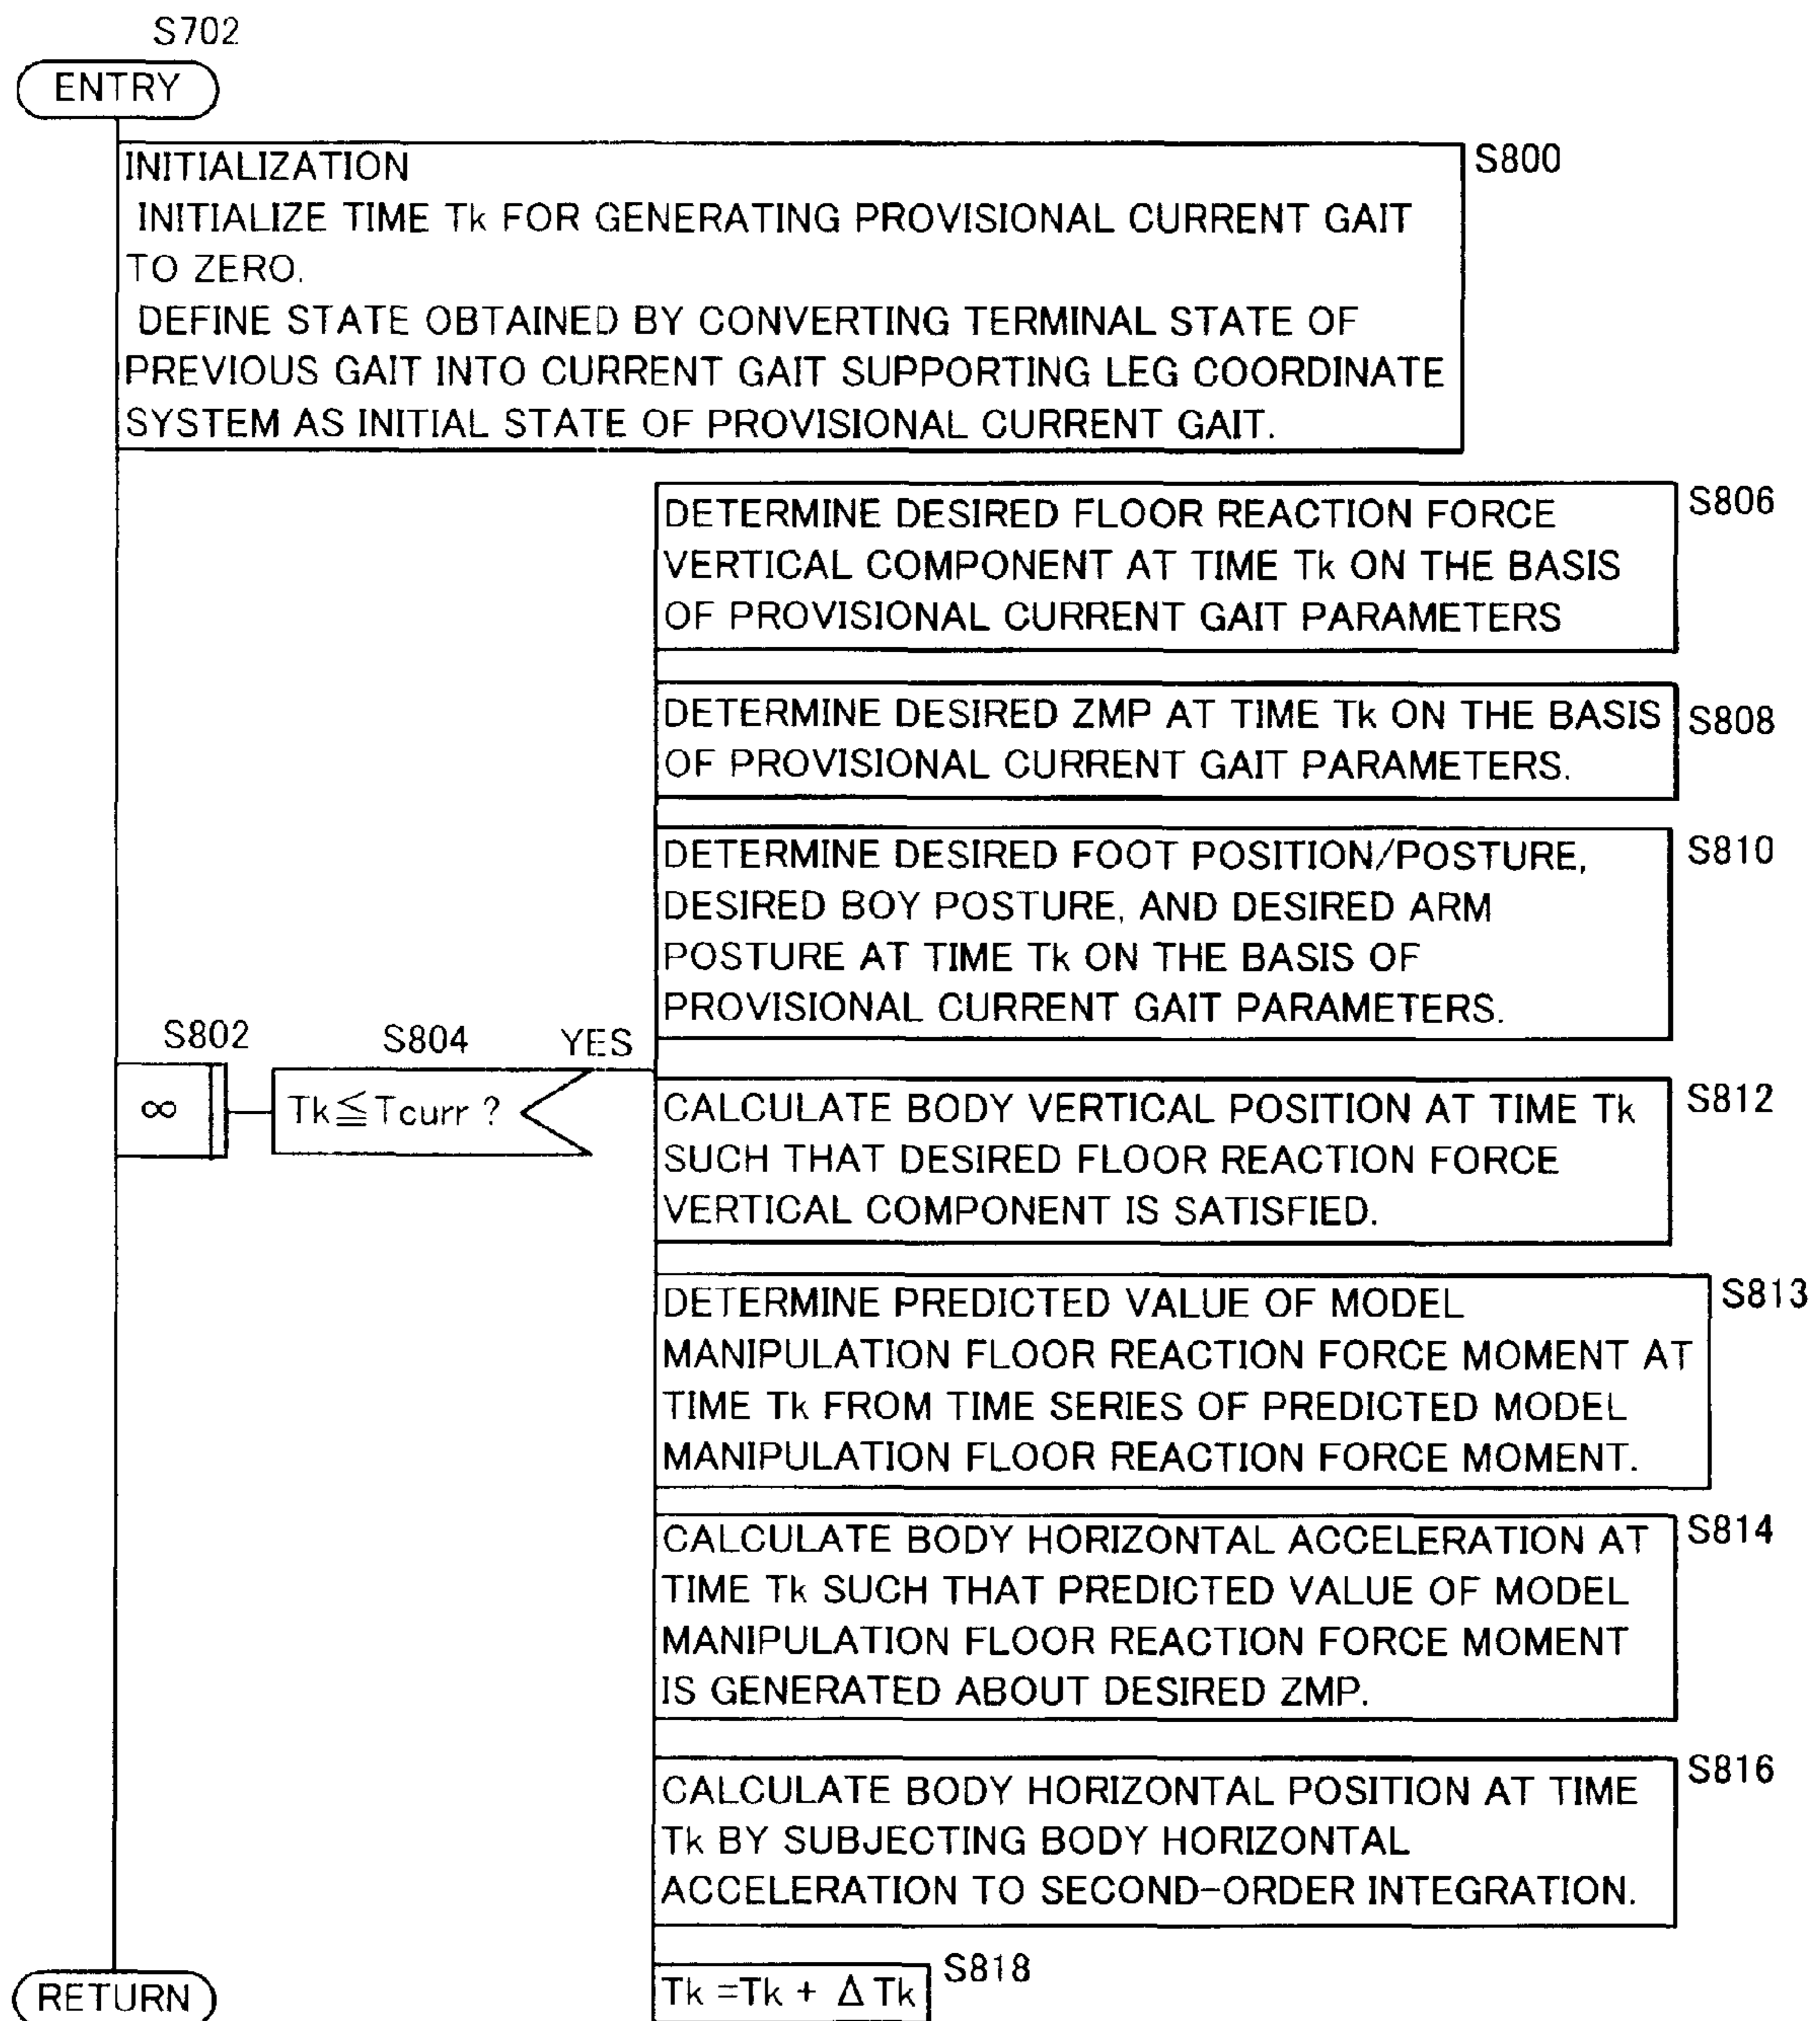 S702
ENTRY
S800
INITIALIZATION
INITIALIZE TIME Tk FOR GENERATING PROVISIONAL CURRENT GAIT
TO ZERO.
DEFINE STATE OBTAINED BY CONVERTING TERMINAL STATE OF
PREVIOUS GAIT INTO CURRENT GAIT SUPPORTING LEG COORDINATE
SYSTEM AS INITIAL STATE OF PROVISIONAL CURRENT GAIT.
S802
∞
S804
Tk≦Tcurr ?
YES
S806
DETERMINE DESIRED FLOOR REACTION FORCE
VERTICAL COMPONENT AT TIME Tk ON THE BASIS
OF PROVISIONAL CURRENT GAIT PARAMETERS
S808
DETERMINE DESIRED ZMP AT TIME Tk ON THE BASIS
OF PROVISIONAL CURRENT GAIT PARAMETERS.
S810
DETERMINE DESIRED FOOT POSITION/POSTURE,
DESIRED BOY POSTURE, AND DESIRED ARM
POSTURE AT TIME Tk ON THE BASIS OF
PROVISIONAL CURRENT GAIT PARAMETERS.
S812
CALCULATE BODY VERTICAL POSITION AT TIME Tk
SUCH THAT DESIRED FLOOR REACTION FORCE
VERTICAL COMPONENT IS SATISFIED.
S813
DETERMINE PREDICTED VALUE OF MODEL
MANIPULATION FLOOR REACTION FORCE MOMENT AT
TIME Tk FROM TIME SERIES OF PREDICTED MODEL
MANIPULATION FLOOR REACTION FORCE MOMENT.
S814
CALCULATE BODY HORIZONTAL ACCELERATION AT
TIME Tk SUCH THAT PREDICTED VALUE OF MODEL
MANIPULATION FLOOR REACTION FORCE MOMENT
IS GENERATED ABOUT DESIRED ZMP.
S816
CALCULATE BODY HORIZONTAL POSITION AT TIME
Tk BY SUBJECTING BODY HORIZONTAL
ACCELERATION TO SECOND-ORDER INTEGRATION.
S818
Tk =Tk + Δ Tk
RETURN